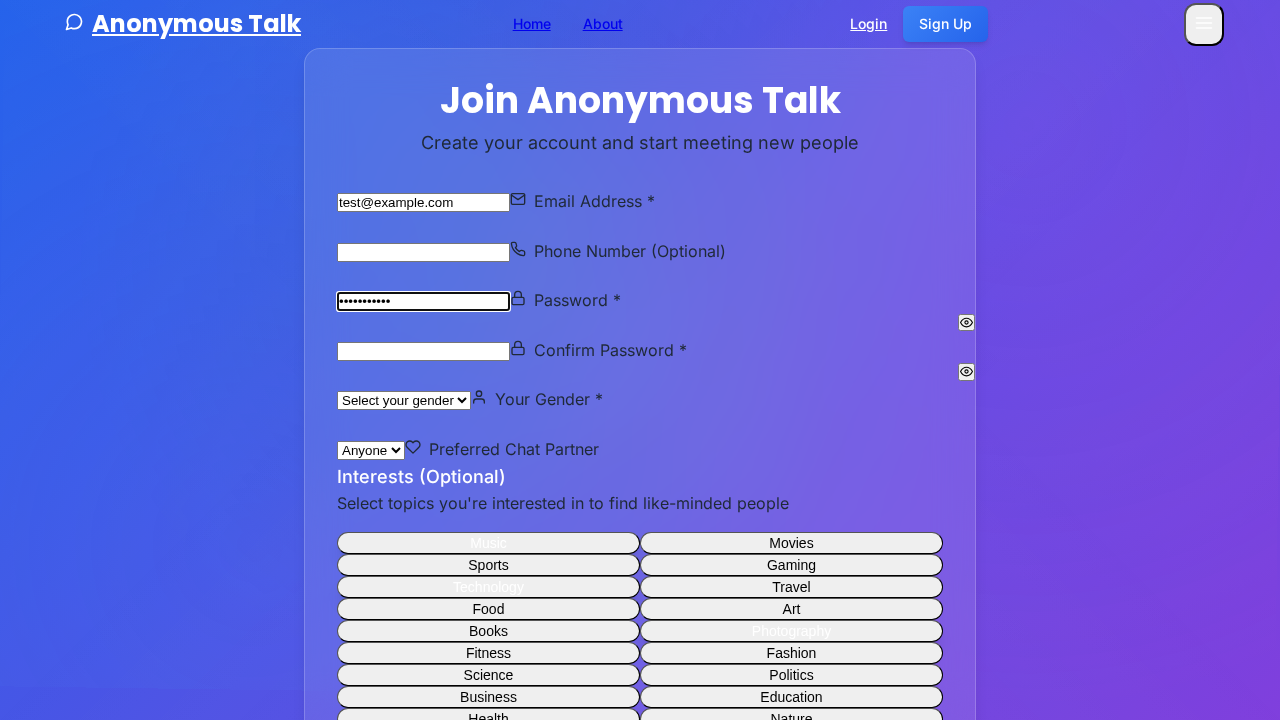 Anonymous Talk
Home
About
Login
Sign Up
Join Anonymous Talk
Create your account and start meeting new people
test@example.com
Email Address *
Phone Number (Optional)
•••••••••••
Password *
Confirm Password *
Select your gender
Your Gender *
Anyone
Preferred Chat Partner
Interests (Optional)
Select topics you're interested in to find like-minded people
Music
Movies
Sports
Gaming
Technology
Travel
Food
Art
Books
Photography
Fitness
Fashion
Science
Politics
Business
Education
Health
Nature